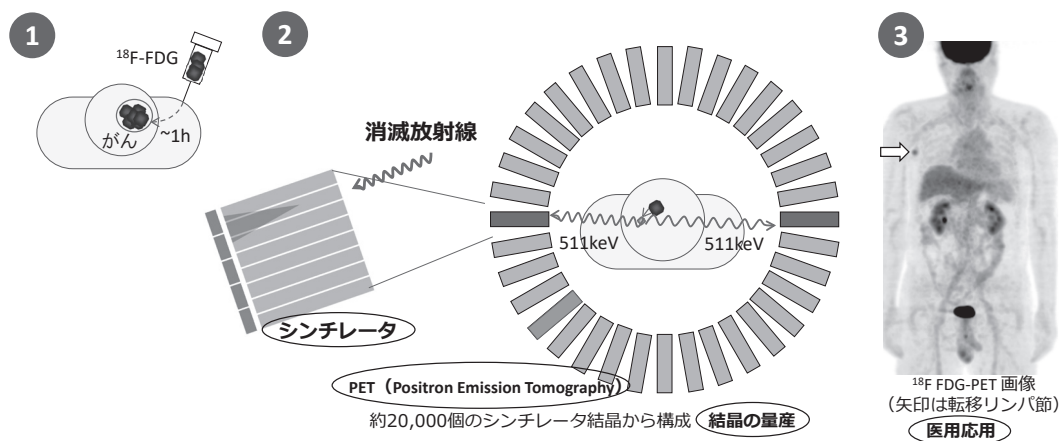 1
¹⁸F-FDG
がん
~1h
2
消滅放射線
シンチレータ
511keV
511keV
PET（Positron Emission Tomography）
約20,000個のシンチレータ結晶から構成
結晶の量産
3
¹⁸F FDG-PET 画像
（矢印は転移リンパ節）
医用応用